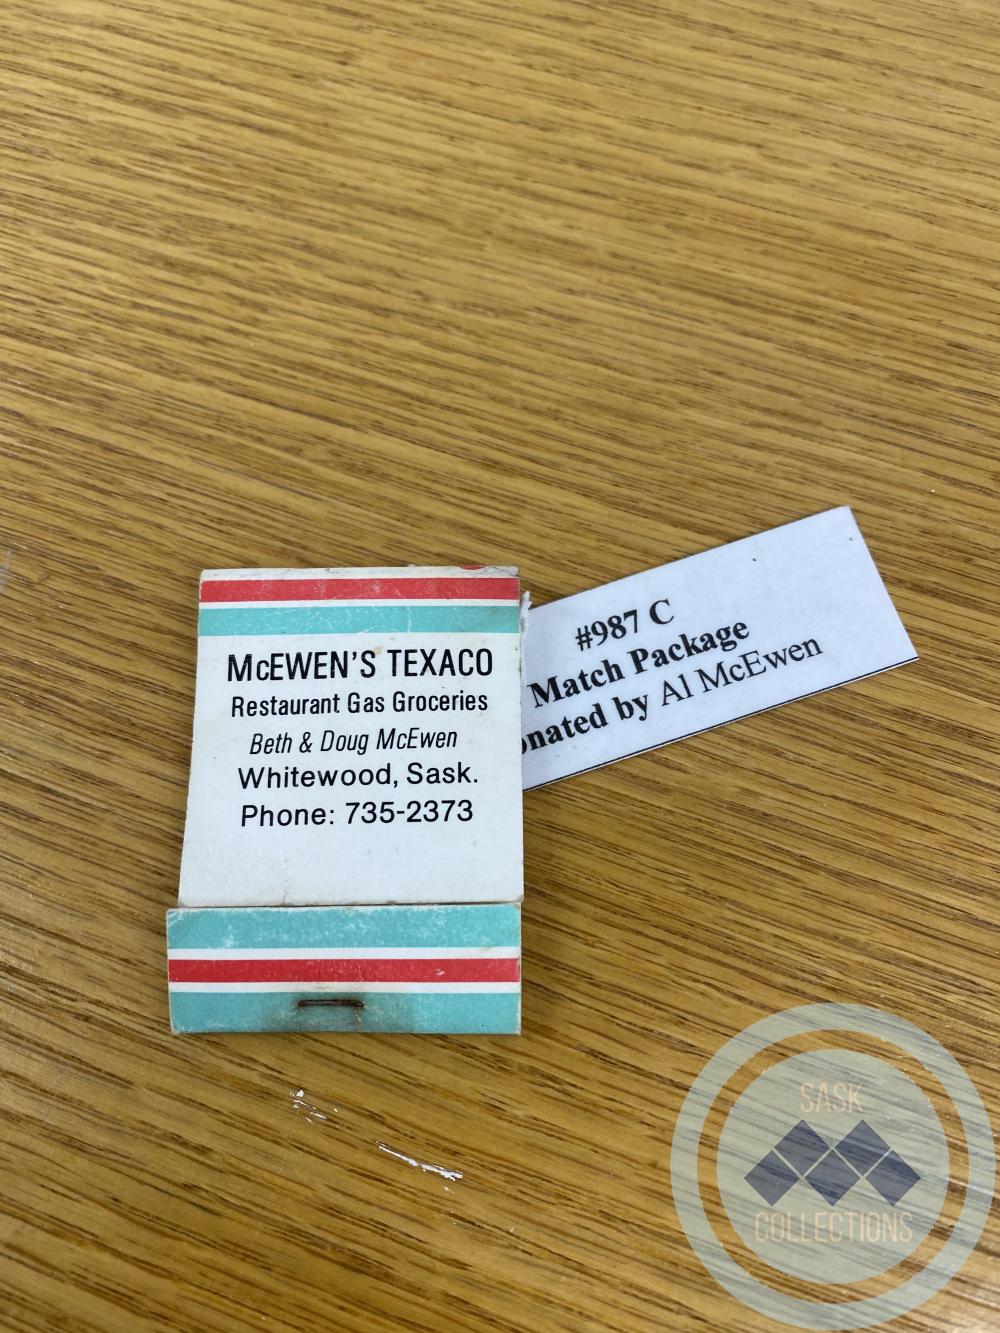 McEWEN'S TEXACO
Restaurant Gas Groceries
Beth & Doug McEwen
Whitewood, Sask.
Phone: 735-2373
#987 C
Match Package
onated by Al McEwen
SASK
COLLECTIONS